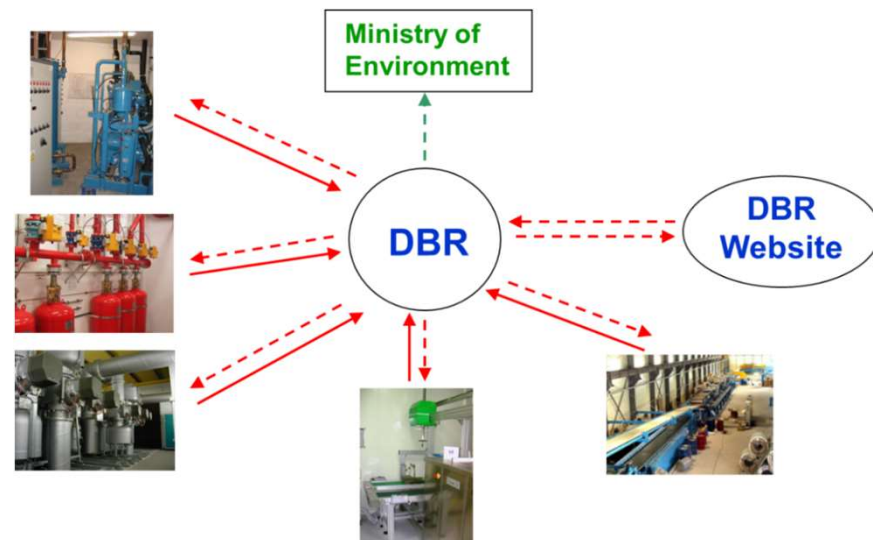 Ministry of
Environment
DBR
DBR
Website